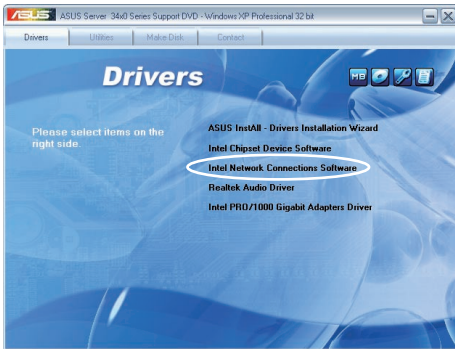 ASUS ASUS Server 34x0 Series Support DVD - Windows XP Professional 32 bit
Drivers Utilities Make Disk Contact
Drivers
MB
Please select items on the
right side.
ASUS InstAll - Drivers Installation Wizard
Intel Chipset Device Software
Intel Network Connections Software
Realtek Audio Driver
Intel PRO/1000 Gigabit Adapters Driver